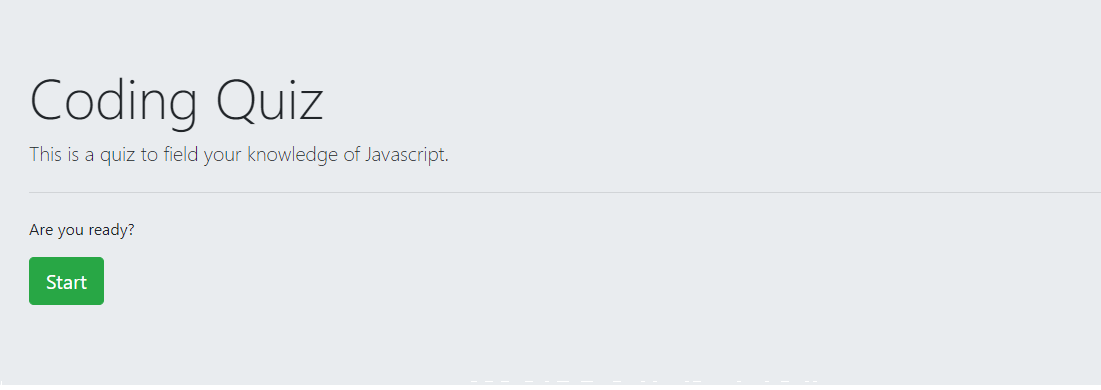 Coding Quiz
This is a quiz to field your knowledge of Javascript.
Are you ready?
Start